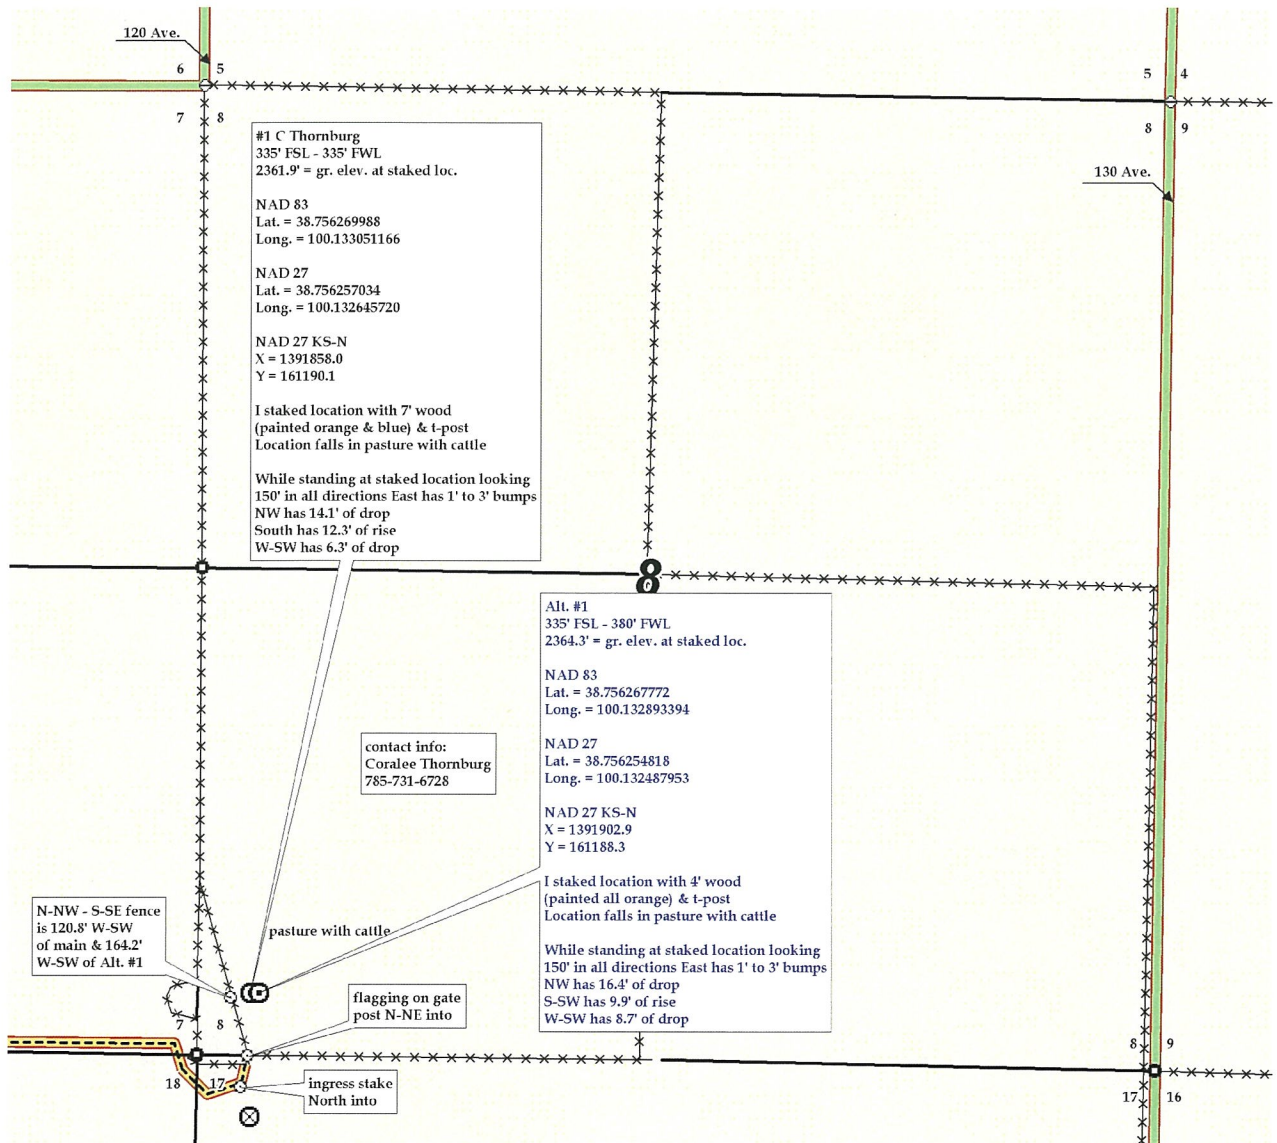 120 Ave.
6 5
5 4
7 8
8 9
130 Ave.
#1 C Thornburg
335' FSL - 335' FWL
2361.9' = gr. elev. at staked loc.
NAD 83
Lat. = 38.756269988
Long. = 100.133051166
NAD 27
Lat. = 38.756257034
Long. = 100.132645720
NAD 27 KS-N
X = 1391858.0
Y = 161190.1
I staked location with 7' wood
(painted orange & blue) & t-post
Location falls in pasture with cattle
While standing at staked location looking
150' in all directions East has 1' to 3' bumps
NW has 14.1' of drop
South has 12.3' of rise
W-SW has 6.3' of drop
8
Alt. #1
335' FSL - 380' FWL
2364.3' = gr. elev. at staked loc.
NAD 83
Lat. = 38.756267772
Long. = 100.132893394
NAD 27
Lat. = 38.756254818
Long. = 100.132487953
NAD 27 KS-N
X = 1391902.9
Y = 161188.3
I staked location with 4' wood
(painted all orange) & t-post
Location falls in pasture with cattle
While standing at staked location looking
150' in all directions East has 1' to 3' bumps
NW has 16.4' of drop
S-SW has 9.9' of rise
W-SW has 8.7' of drop
contact info:
Coralee Thornburg
785-731-6728
N-NW - S-SE fence
is 120.8' W-SW
of main & 164.2'
W-SW of Alt. #1
pasture with cattle
flagging on gate
post N-NE into
7 8
8 9
18 17
ingress stake
North into
17 16